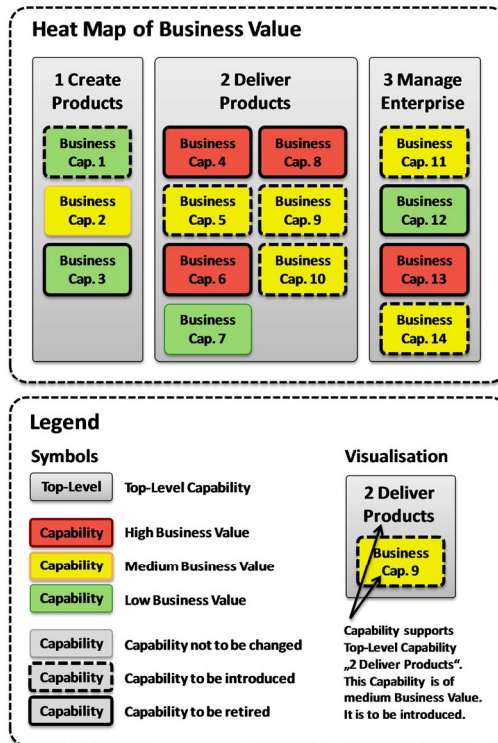 Heat Map of Business Value
1 Create
Products
Business
Cap. 1
Business
Cap. 2
Business
Cap. 3
2 Deliver
Products
Business
Cap. 4
Business
Cap. 8
Business
Cap. 5
Business
Cap. 9
Business
Cap. 6
Business
Cap. 10
Business
Cap. 7
3 Manage
Enterprise
Business
Cap. 11
Business
Cap. 12
Business
Cap. 13
Business
Cap. 14
Legend
Symbols
Top-Level Top-Level Capability
Capability High Business Value
Capability Medium Business Value
Capability Low Business Value
Capability Capability not to be changed
Capability Capability to be introduced
Capability Capability to be retired
Visualisation
2 Deliver
Products
Business
Cap. 9
Capability supports
Top-Level Capability
„2 Deliver Products“.
This Capability is of
medium Business Value.
It is to be introduced.